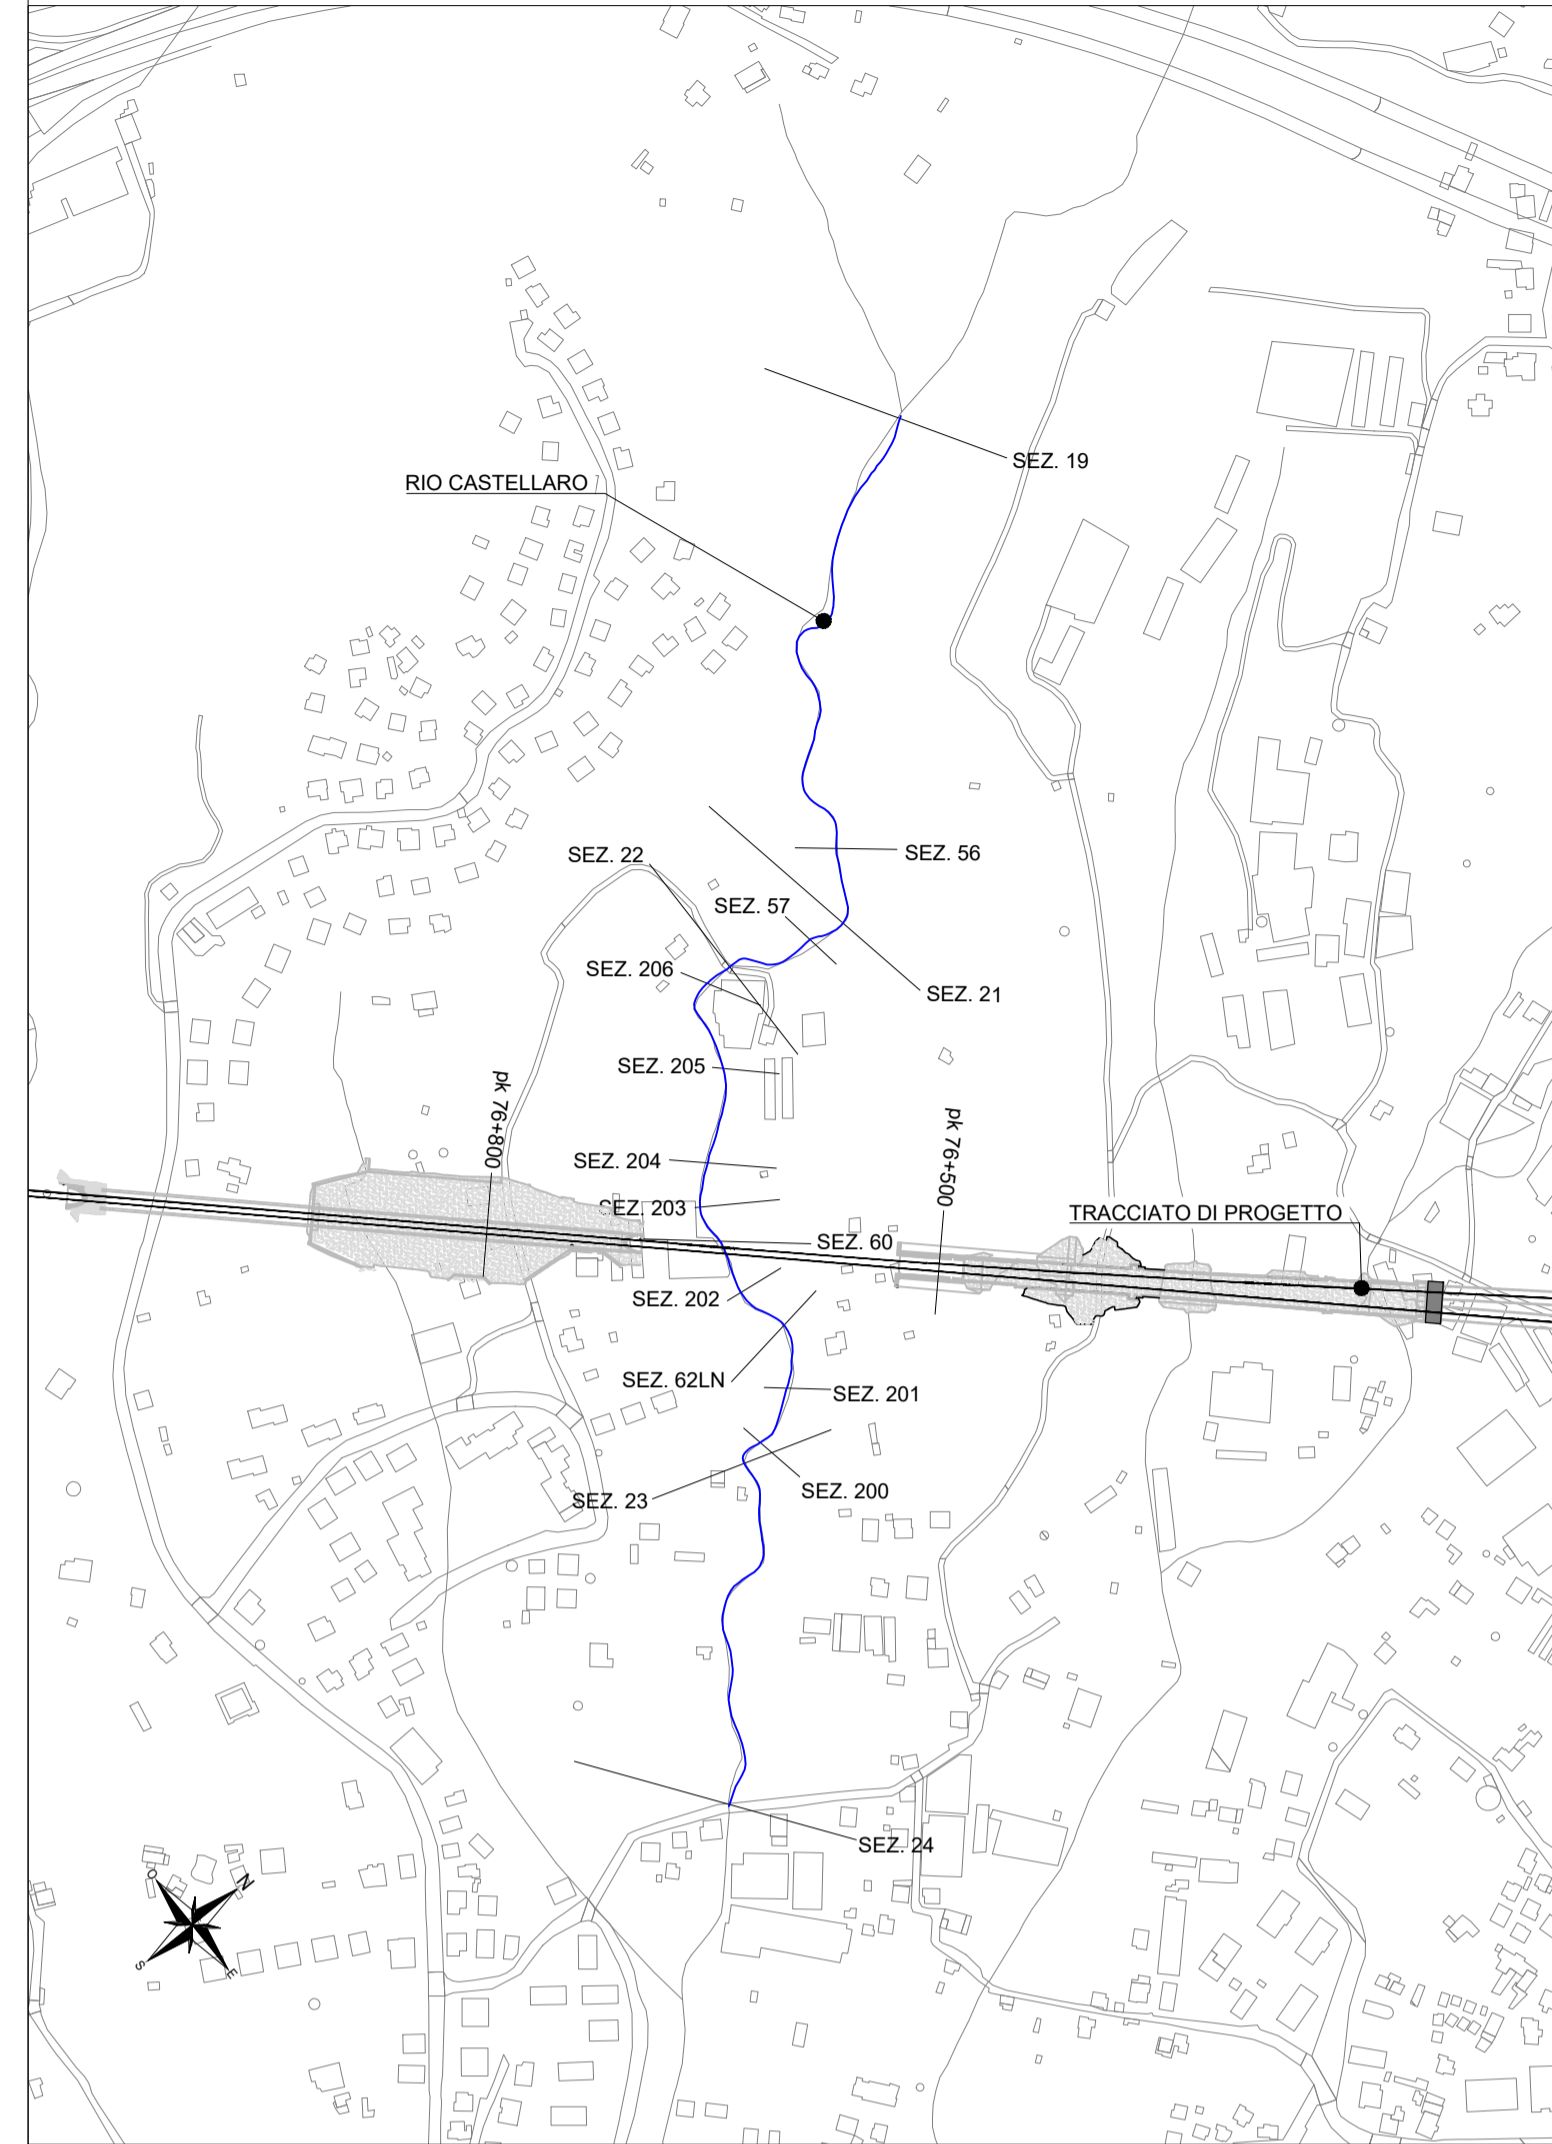 SEZ. 19
RIO CASTELLARO
SEZ. 56
SEZ. 22
SEZ. 57
SEZ. 206
SEZ. 21
SEZ. 205
pk 76+800
pk 76+500
SEZ. 204
SEZ. 203
TRACCIATO DI PROGETTO
SEZ. 60
SEZ. 202
SEZ. 62LN
SEZ. 201
SEZ. 200
SEZ. 23
SEZ. 24
O
N
S
E